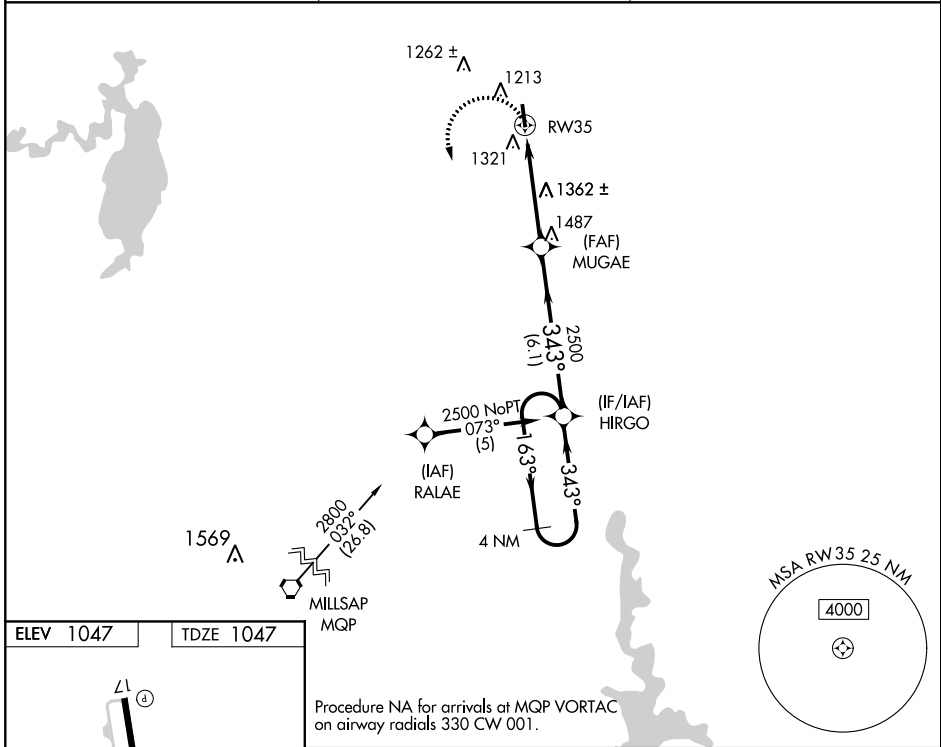 1262 ±
1213
RW35
1321
1362 ±
1487
(FAF)
MUGAE
2500
343°
(6.1)
(IF/IAF)
HIRGO
2500 NoPT
073°
(5)
(IAF)
RALAE
163°
343°
4 NM
2800
032°
(26.8)
1569
MILLSAP
MQP
MSA RW35 25 NM
4000
ELEV 1047
TDZE 1047
17
P
Procedure NA for arrivals at MQP VORTAC
on airway radials 330 CW 001.